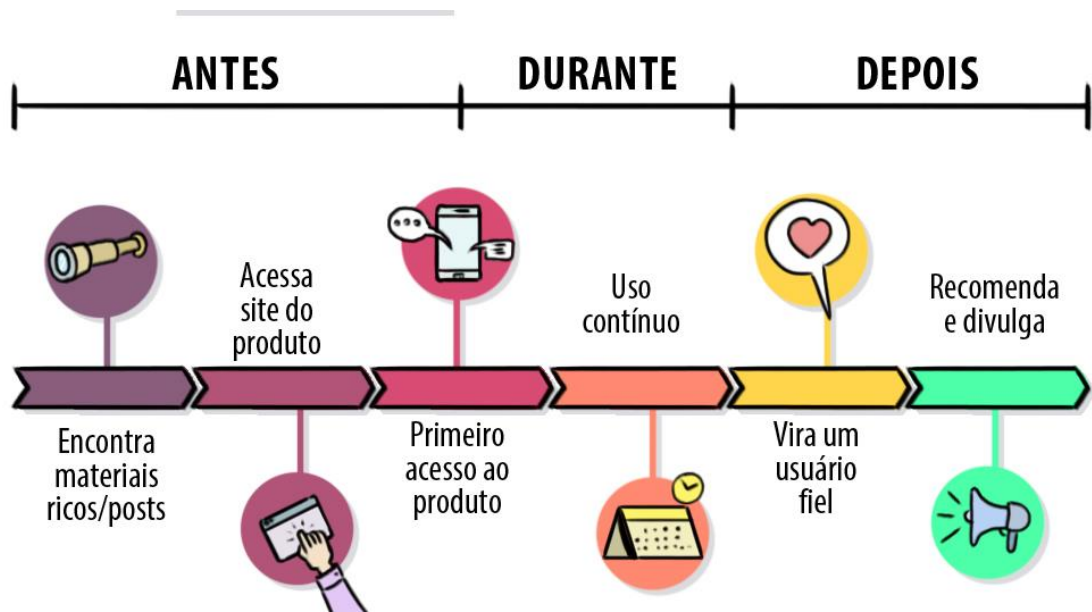 ANTES
DURANTE
DEPOIS
Encontra
materiais
ricos/posts
Acessa
site do
produto
Primeiro
acesso ao
produto
Uso
contínuo
Vira um
usuário
fiel
Recomenda
e divulga